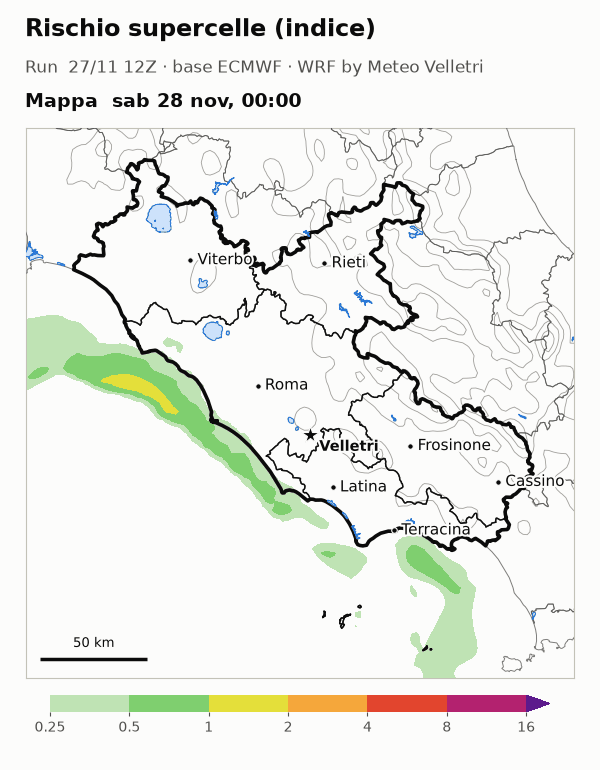 Rischio supercelle (indice)
Run  27/11 12Z · base ECMWF · WRF by Meteo Velletri
Mappa  sab 28 nov, 00:00
Viterbo
Rieti
Roma
Velletri
Frosinone
Latina
Cassino
Terracina
50 km
0.25 0.5 1 2 4 8 16